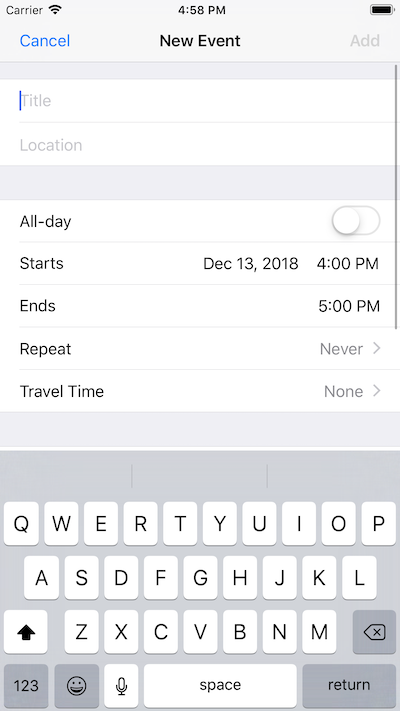 Carrier 4:58 PM
Cancel New Event Add
Title
Location
All-day
Starts Dec 13, 2018 4:00 PM
Ends 5:00 PM
Repeat Never
Travel Time None
Q W E R T Y U I O P
A S D F G H J K L
Z X C V B N M
123 space return